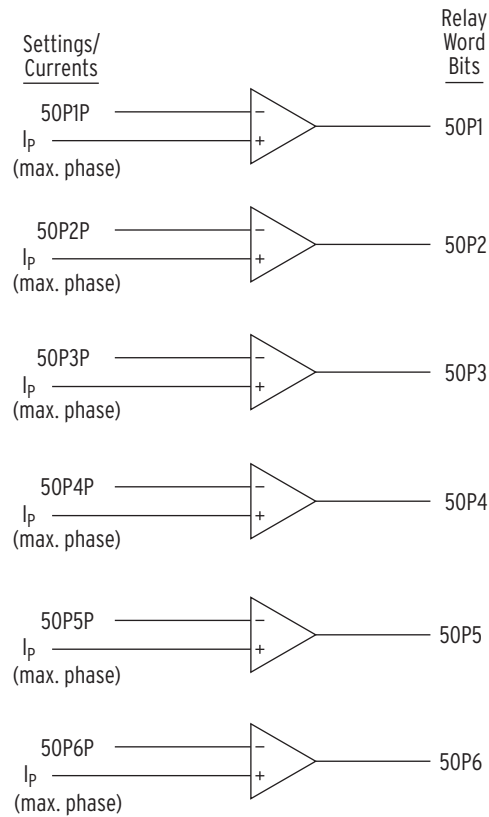 Settings/
Currents
Relay
Word
Bits
50P1P
−
50P1
IP
+
(max. phase)
50P2P
−
50P2
IP
+
(max. phase)
50P3P
−
50P3
IP
+
(max. phase)
50P4P
−
50P4
IP
+
(max. phase)
50P5P
−
50P5
IP
+
(max. phase)
50P6P
−
50P6
IP
+
(max. phase)